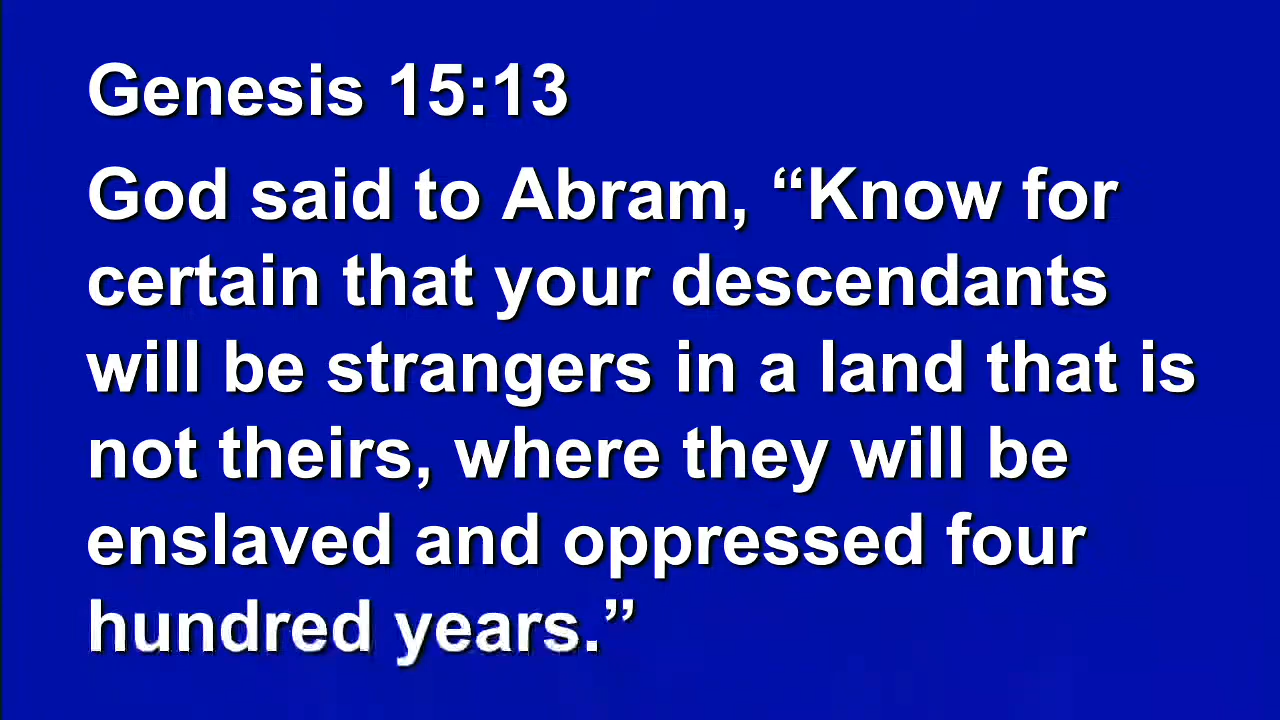 Genesis 15:13
God said to Abram, “Know for
certain that your descendants
will be strangers in a land that is
not theirs, where they will be
enslaved and oppressed four
hundred years.”